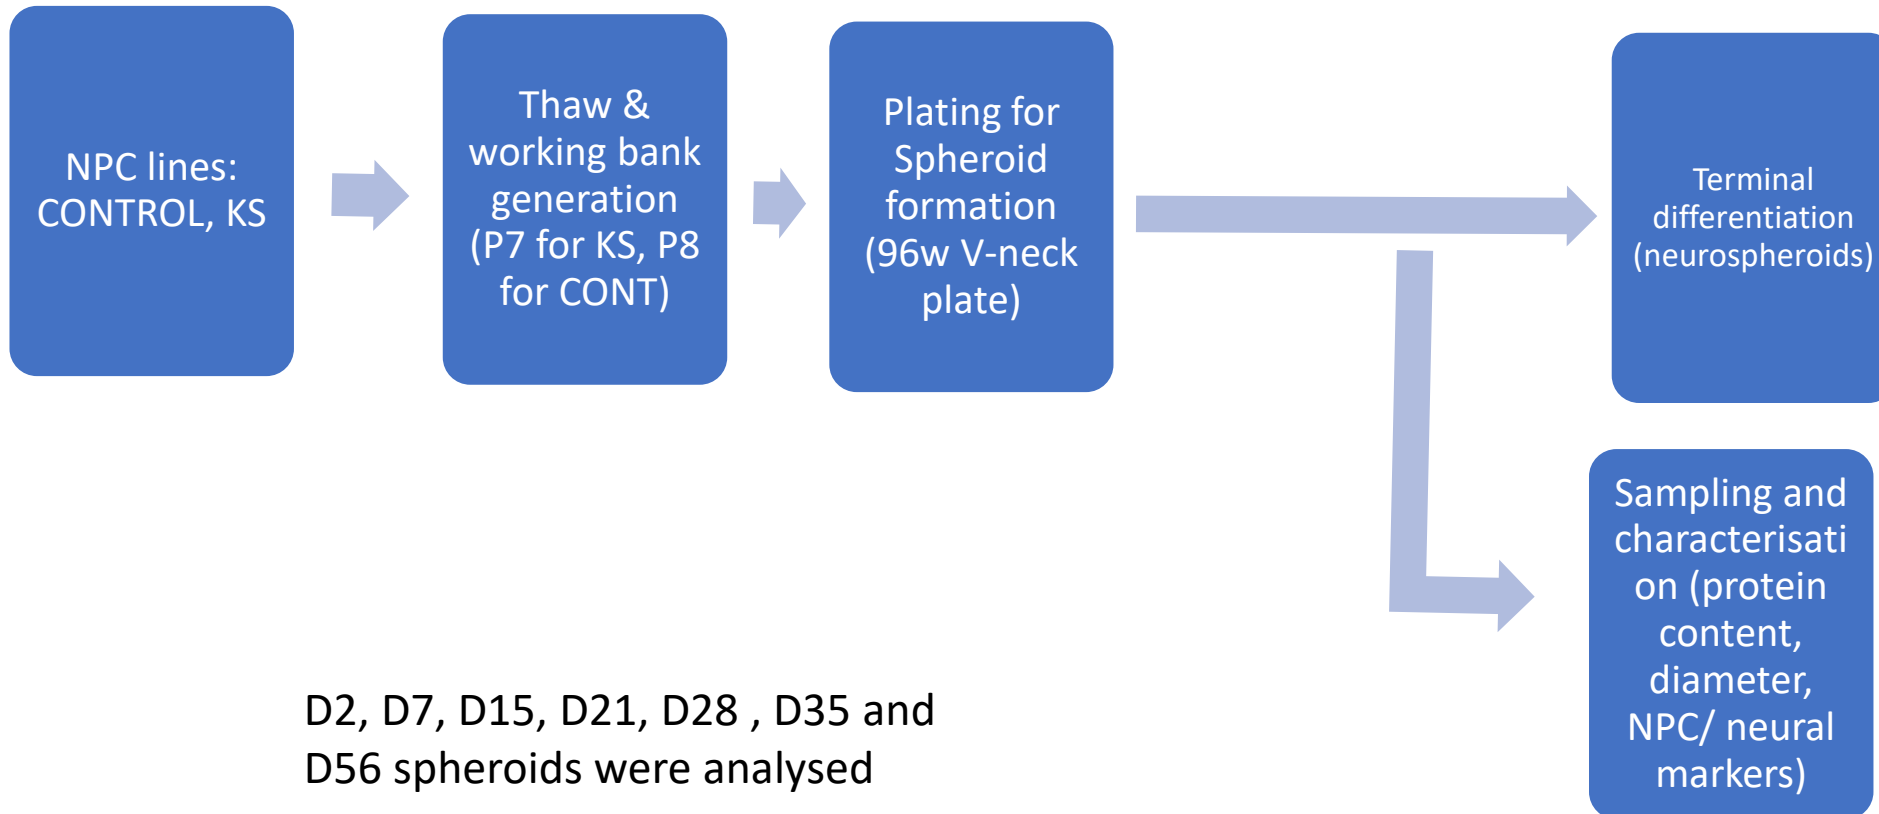 NPC lines:
CONTROL, KS
Thaw &
working bank
generation
(P7 for KS, P8
for CONT)
Plating for
Spheroid
formation
(96w V-neck
plate)
Terminal
differentiation
(neurospheroids)
Sampling and
characterisati
on (protein
content,
diameter,
NPC/ neural
markers)
D2, D7, D15, D21, D28 , D35 and
D56 spheroids were analysed